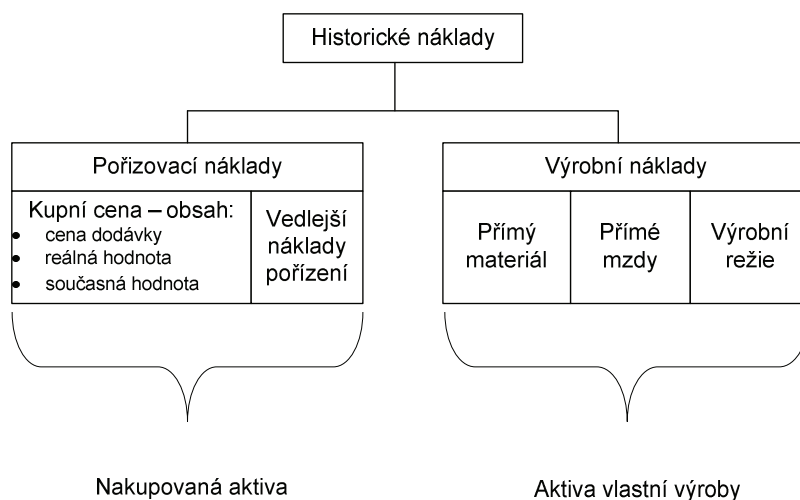 Historické náklady
Pořizovací náklady
Kupní cena – obsah:
• cena dodávky
• reálná hodnota
• současná hodnota
Vedlejší
náklady
pořízení
Výrobní náklady
Přímý
materiál
Přímé
mzdy
Výrobní
režie
Nakupovaná aktiva
Aktiva vlastní výroby